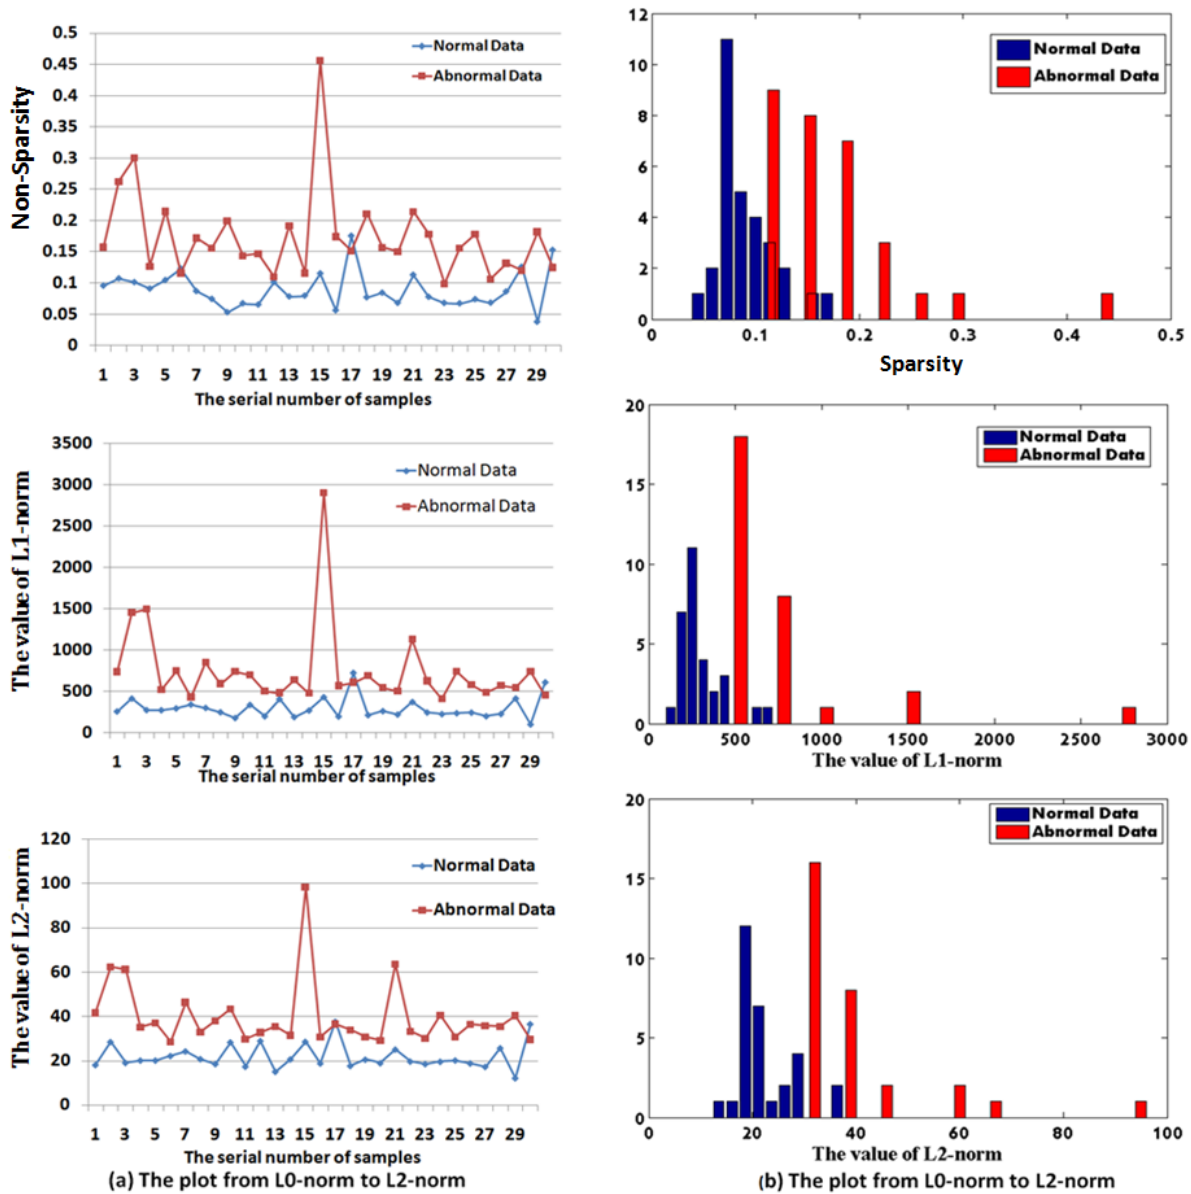 0.5
0.45
0.4
0.35
0.3
0.25
0.2
0.15
0.1
0.05
0
Non-Sparsity
Normal Data
Abnormal Data
1 3 5 7 9 11 13 15 17 19 21 23 25 27 29
The serial number of samples
12
10
8
6
4
2
0
Normal Data
Abnormal Data
0 0.1 0.2 0.3 0.4 0.5
Sparsity
3500
3000
2500
2000
1500
1000
500
0
The value of L1-norm
Normal Data
Abnormal Data
1 3 5 7 9 11 13 15 17 19 21 23 25 27 29
The serial number of samples
20
15
10
5
0
Normal Data
Abnormal Data
0 500 1000 1500 2000 2500 3000
The value of L1-norm
120
100
80
60
40
20
0
The value of L2-norm
Normal Data
Abnormal Data
1 3 5 7 9 11 13 15 17 19 21 23 25 27 29
The serial number of samples
(a) The plot from L0-norm to L2-norm
20
15
10
5
0
Normal Data
Abnormal Data
0 20 40 60 80 100
The value of L2-norm
(b) The plot from L0-norm to L2-norm